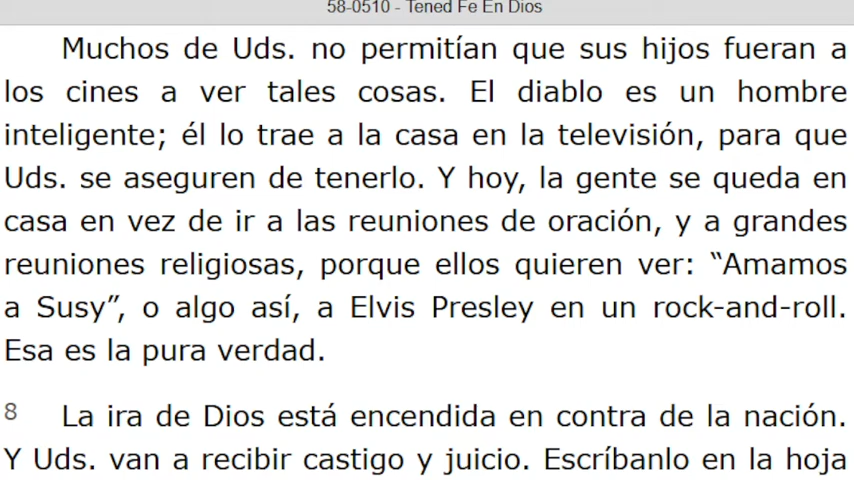 58-0510 - Tened Fe En Dios
Muchos de Uds. no permitían que sus hijos fueran a
los cines a ver tales cosas. El diablo es un hombre
inteligente; él lo trae a la casa en la televisión, para que
Uds. se aseguren de tenerlo. Y hoy, la gente se queda en
casa en vez de ir a las reuniones de oración, y a grandes
reuniones religiosas, porque ellos quieren ver: “Amamos
a Susy”, o algo así, a Elvis Presley en un rock-and-roll.
Esa es la pura verdad.
8 La ira de Dios está encendida en contra de la nación.
Y Uds. van a recibir castigo y juicio. Escríbanlo en la hoja